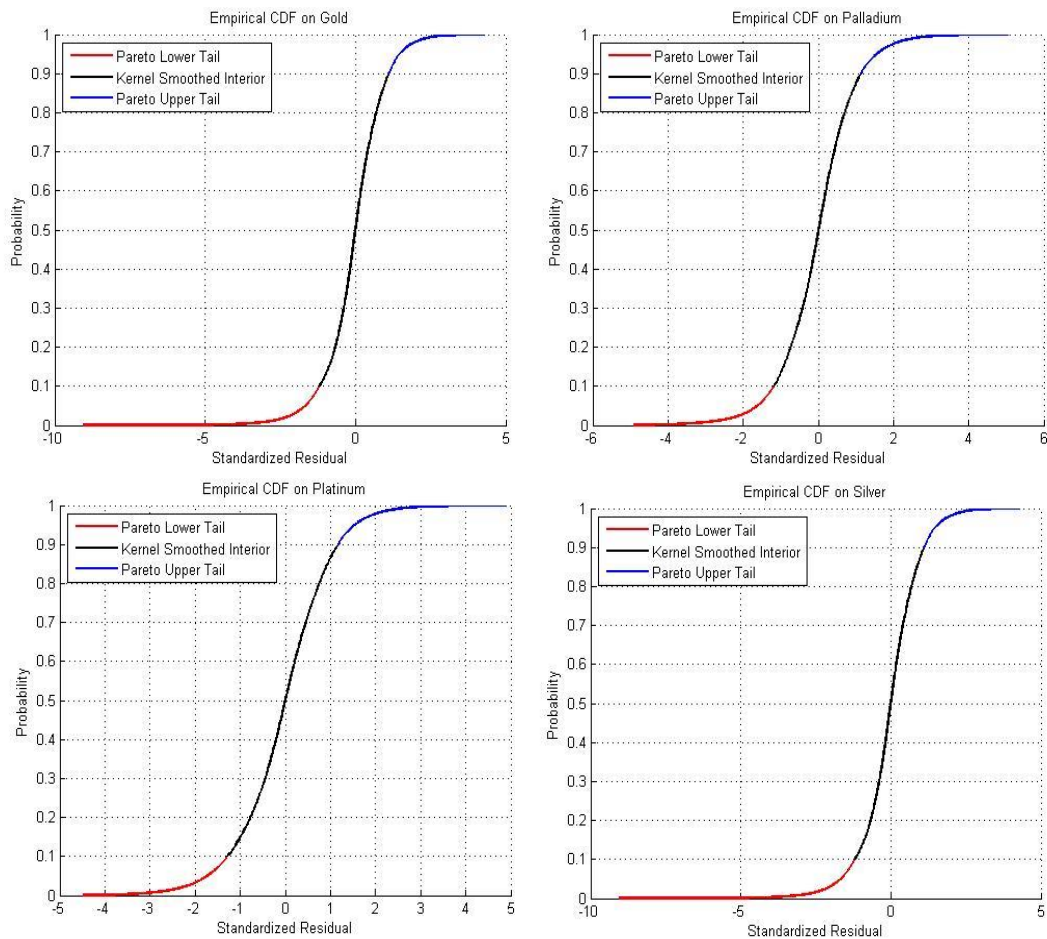 Empirical CDF on Gold
Pareto Lower Tail
Kernel Smoothed Interior
Pareto Upper Tail
1
0.9
0.8
0.7
0.6
0.5
0.4
0.3
0.2
0.1
0
Probability
-10 -5 0 5
Standardized Residual
Empirical CDF on Palladium
Pareto Lower Tail
Kernel Smoothed Interior
Pareto Upper Tail
1
0.9
0.8
0.7
0.6
0.5
0.4
0.3
0.2
0.1
0
Probability
-6 -4 -2 0 2 4 6
Standardized Residual
Empirical CDF on Platinum
Pareto Lower Tail
Kernel Smoothed Interior
Pareto Upper Tail
1
0.9
0.8
0.7
0.6
0.5
0.4
0.3
0.2
0.1
0
Probability
-5 -4 -3 -2 -1 0 1 2 3 4 5
Standardized Residual
Empirical CDF on Silver
Pareto Lower Tail
Kernel Smoothed Interior
Pareto Upper Tail
1
0.9
0.8
0.7
0.6
0.5
0.4
0.3
0.2
0.1
0
Probability
-10 -5 0 5
Standardized Residual